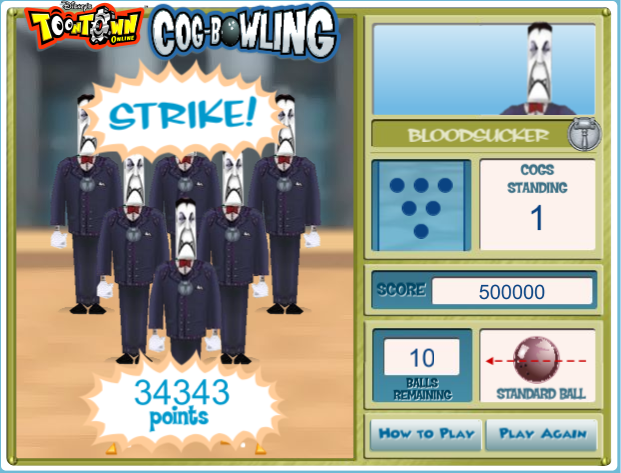 Disney's
TOONTOWN
ONLINE
COG-BOWLING
STRIKE!
34343
points
BLOODSUCKER
COGS
STANDING
1
SCORE 500000
10
BALLS
REMAINING
STANDARD BALL
HOW TO PLAY
PLAY AGAIN